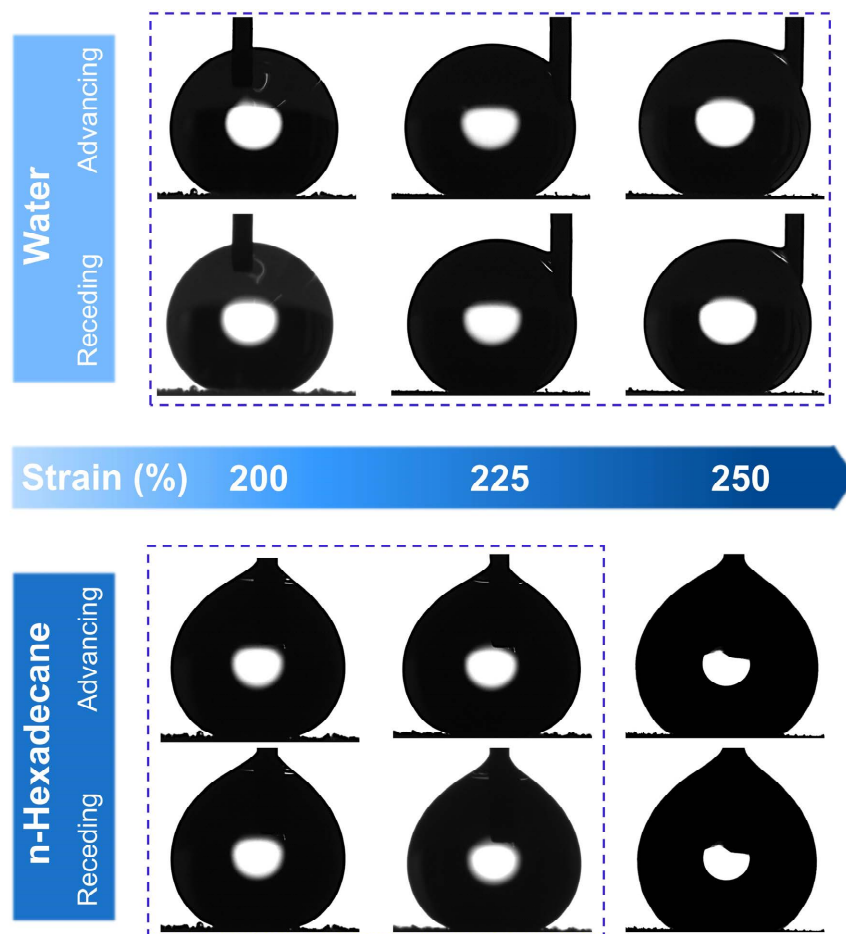 Water
Advancing
Receding
Strain (%) 200 225 250
n-Hexadecane
Advancing
Receding